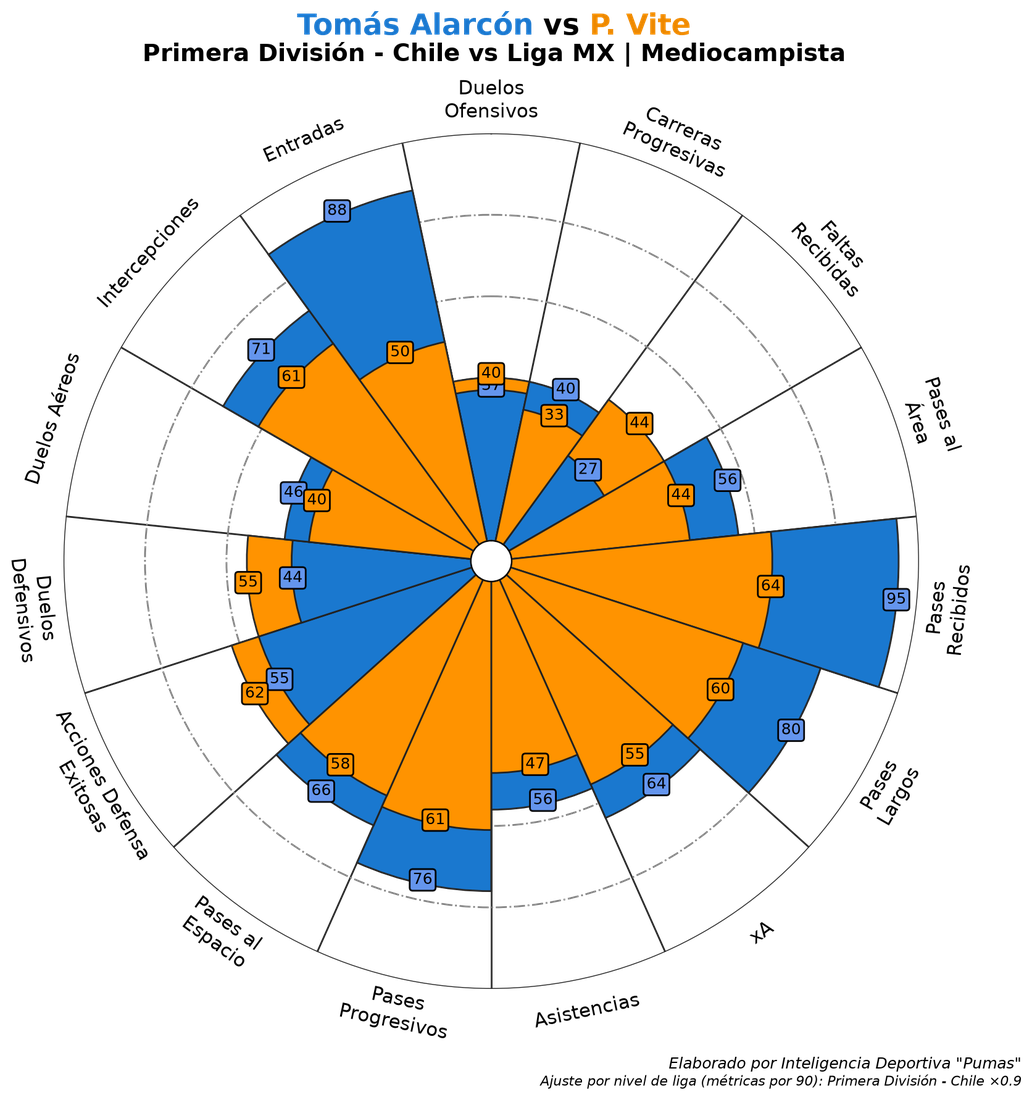 Tomás Alarcón vs P. Vite
Primera División - Chile vs Liga MX | Mediocampista
Duelos
Ofensivos
40
37
Carreras
Progresivas
40
33
Faltas
Recibidas
44
27
Pases al
Área
56
44
Pases
Recibidos
64
95
Pases
Largos
60
80
xA
55
64
Asistencias
47
56
Pases
Progresivos
61
76
Pases al
Espacio
58
66
Acciones Defensa
Exitosas
55
62
Duelos
Defensivos
55
44
Duelos Aéreos
46
40
Intercepciones
71
61
Entradas
88
50
Elaborado por Inteligencia Deportiva "Pumas"
Ajuste por nivel de liga (métricas por 90): Primera División - Chile ×0.9